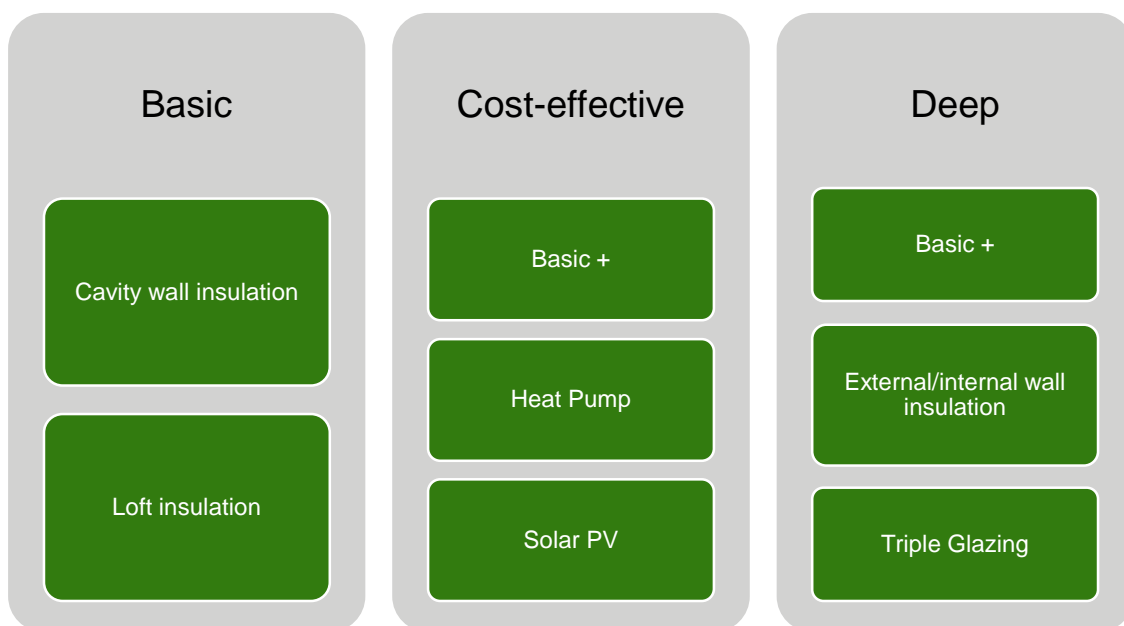 Basic
Cavity wall insulation
Loft insulation
Cost-effective
Basic +
Heat Pump
Solar PV
Deep
Basic +
External/internal wall
insulation
Triple Glazing